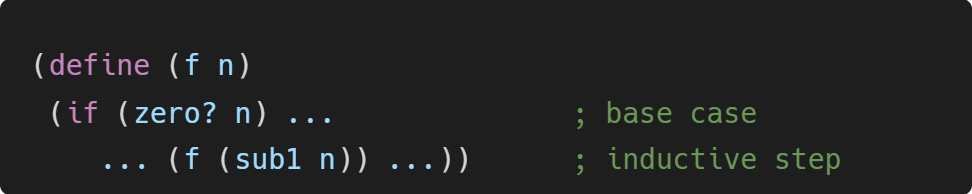 (define (f n)
 (if (zero? n) ...              ; base case
    ... (f (sub1 n)) ...))      ; inductive step